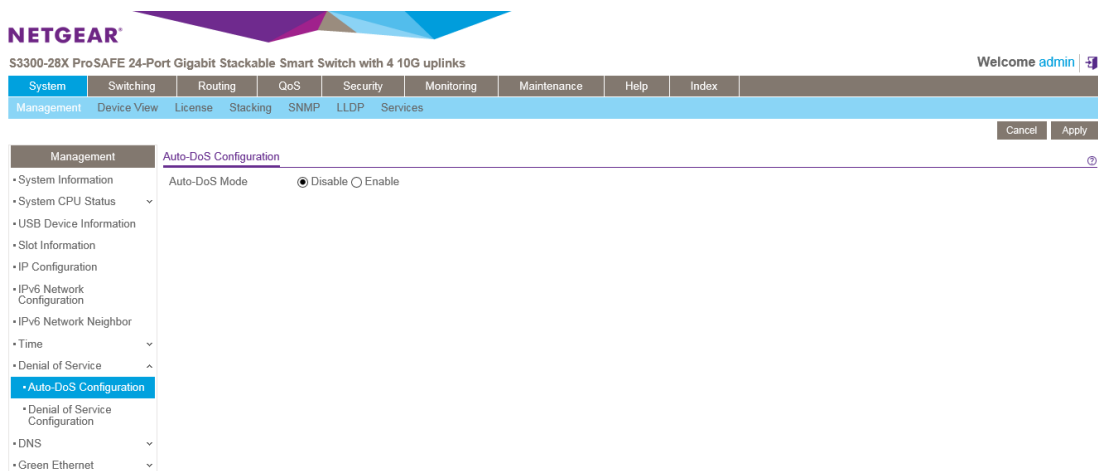 NETGEAR®
S3300-28X ProSAFE 24-Port Gigabit Stackable Smart Switch with 4 10G uplinks
Welcome admin
System Switching Routing QoS Security Monitoring Maintenance Help Index
Management Device View License Stacking SNMP LLDP Services
Cancel Apply
Management
Auto-DoS Configuration
Auto-DoS Mode Disable Enable
System Information
System CPU Status
USB Device Information
Slot Information
IP Configuration
IPv6 Network
Configuration
IPv6 Network Neighbor
Time
Denial of Service
Auto-DoS Configuration
Denial of Service
Configuration
DNS
Green Ethernet